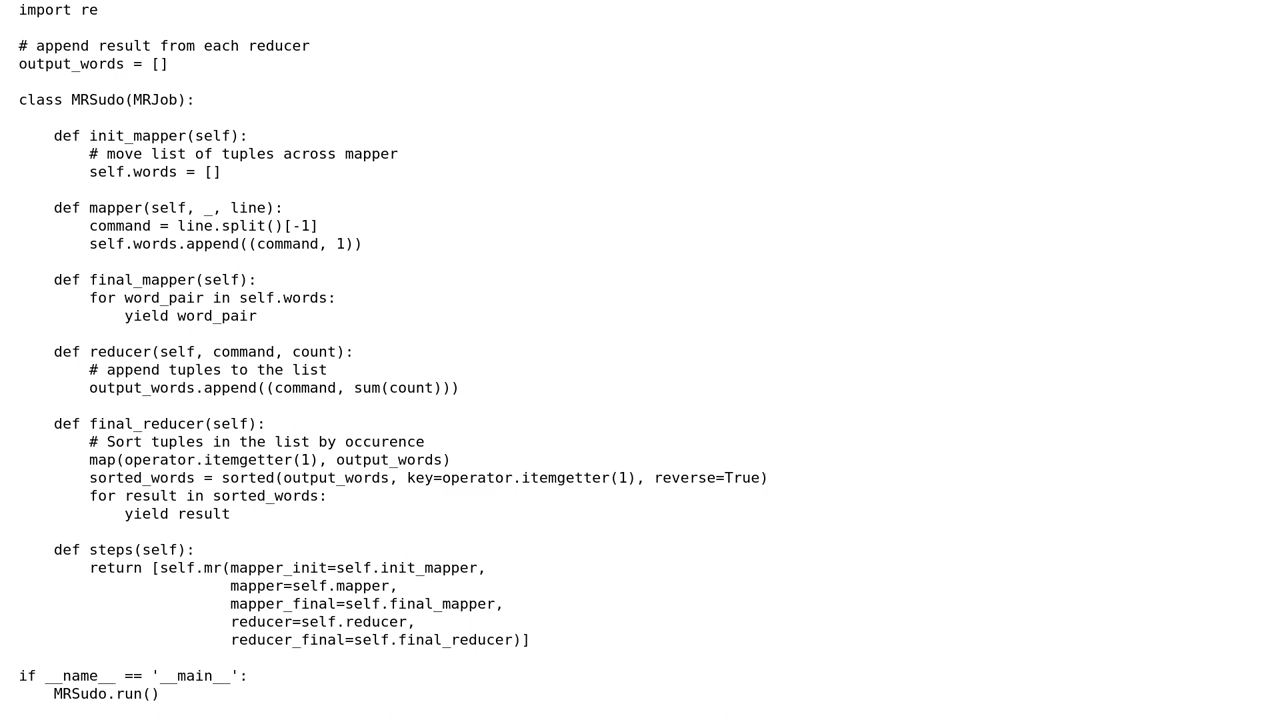 import re
# append result from each reducer
output_words = []
class MRSudo(MRJob):
    def init_mapper(self):
        # move list of tuples across mapper
        self.words = []
    def mapper(self, _, line):
        command = line.split()[-1]
        self.words.append((command, 1))
    def final_mapper(self):
        for word_pair in self.words:
            yield word_pair
    def reducer(self, command, count):
        # append tuples to the list
        output_words.append((command, sum(count)))
    def final_reducer(self):
        # Sort tuples in the list by occurence
        map(operator.itemgetter(1), output_words)
        sorted_words = sorted(output_words, key=operator.itemgetter(1), reverse=True)
        for result in sorted_words:
            yield result
    def steps(self):
        return [self.mr(mapper_init=self.init_mapper,
                        mapper=self.mapper,
                        mapper_final=self.final_mapper,
                        reducer=self.reducer,
                        reducer_final=self.final_reducer)]
if __name__ == '__main__':
    MRSudo.run()